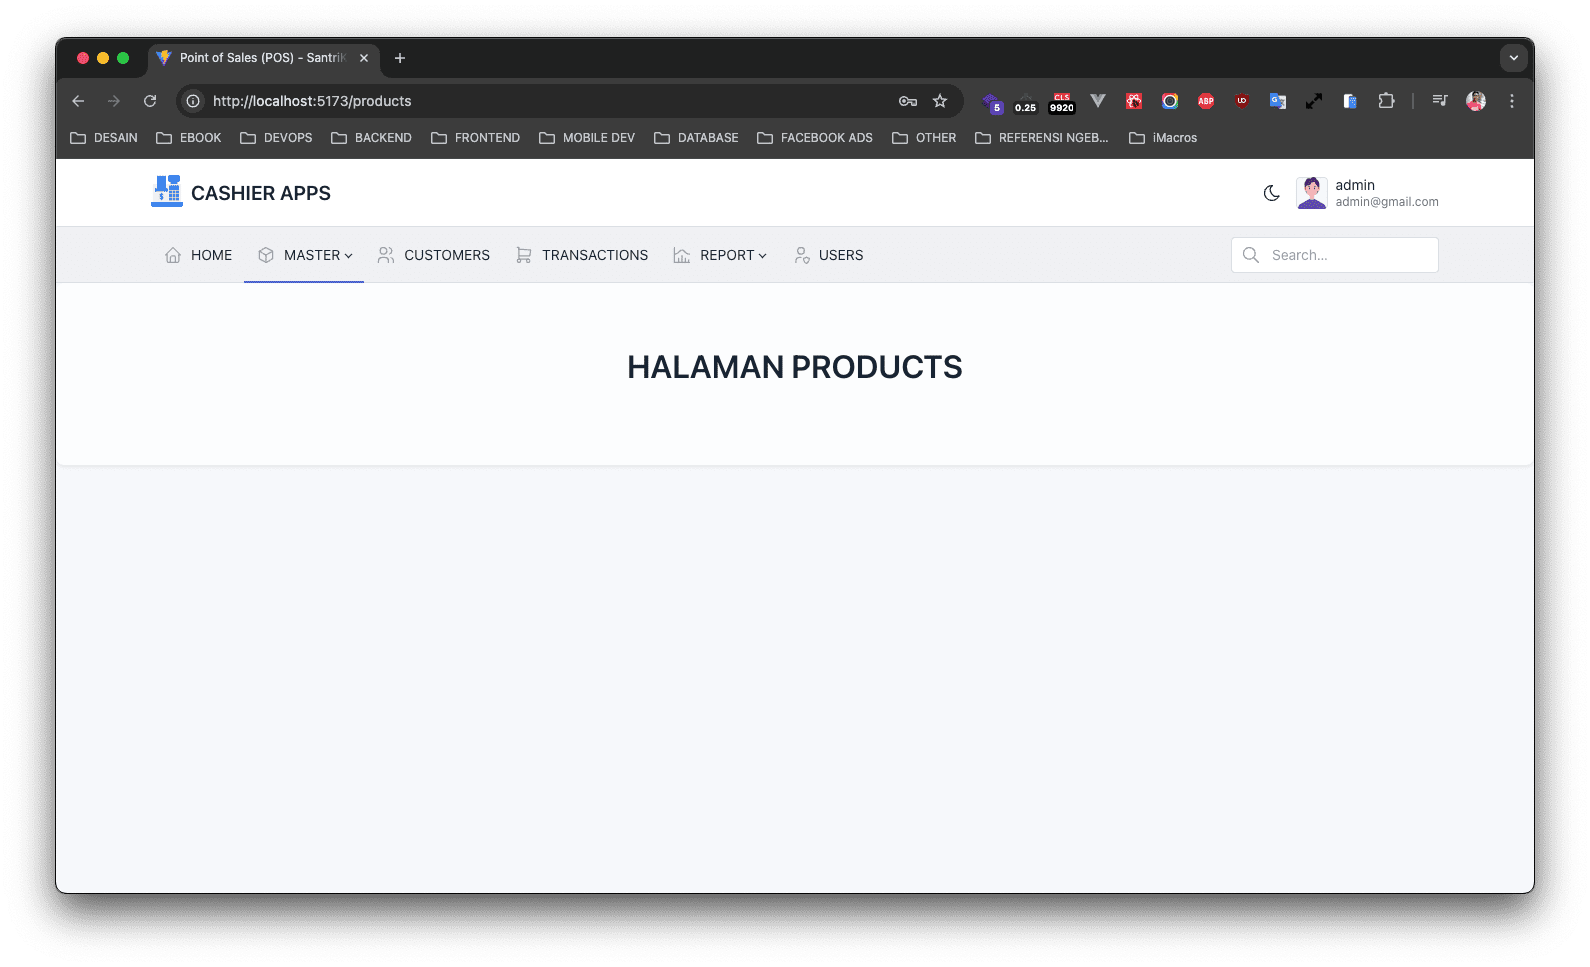 Point of Sales (POS) - Santri
http://localhost:5173/products
5
0.25
CLS
9920
ABP
DESAIN EBOOK DEVOPS BACKEND FRONTEND MOBILE DEV DATABASE FACEBOOK ADS OTHER REFERENSI NGEB... iMacros
CASHIER APPS
admin
admin@gmail.com
HOME MASTER CUSTOMERS TRANSACTIONS REPORT USERS
Search...
HALAMAN PRODUCTS